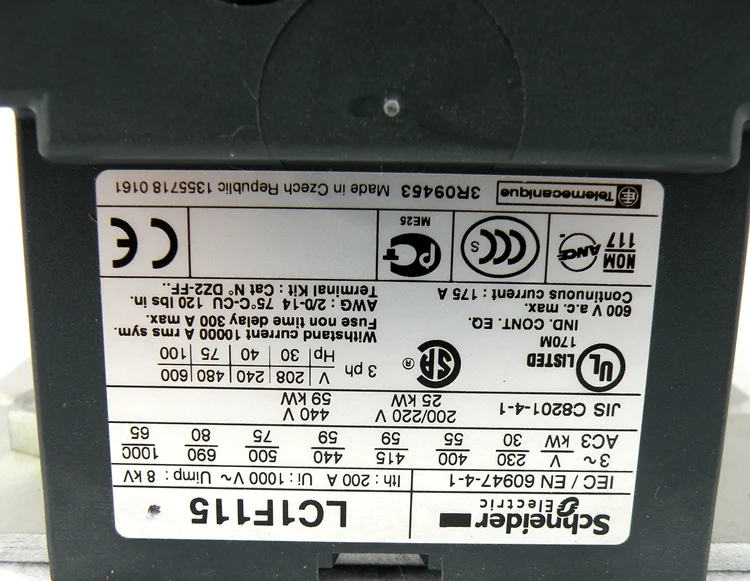 Schneider Electric LC1F115
IEC / EN 60947-4-1 Ith : 200 A Ui : 1000 V~ Uimp : 8 kV
3~ V 230 400 415 440 500 690 1000
AC3 kW 30 55 59 59 75 80 65
JIS C8201-4-1 200/220 V 440 V
25 kW 59 kW
UL LISTED
170M
IND. CONT. EQ.
SA ®
3 ph V 208 240 480 600
Hp 30 40 75 100
600 V a.c. max.
Continuous current : 175 A
Withstand current 10000 A rms sym.
Fuse non time delay 300 A max.
AWG : 2/0-14 75°C-CU 120 lbs in.
Terminal Kit : Cat N° DZ2-FF..
NOM 117
ANCE
CCC S
PCT
ME25
CE
Telemecanique 3R09463 Made in Czech Republic 1355718 0161